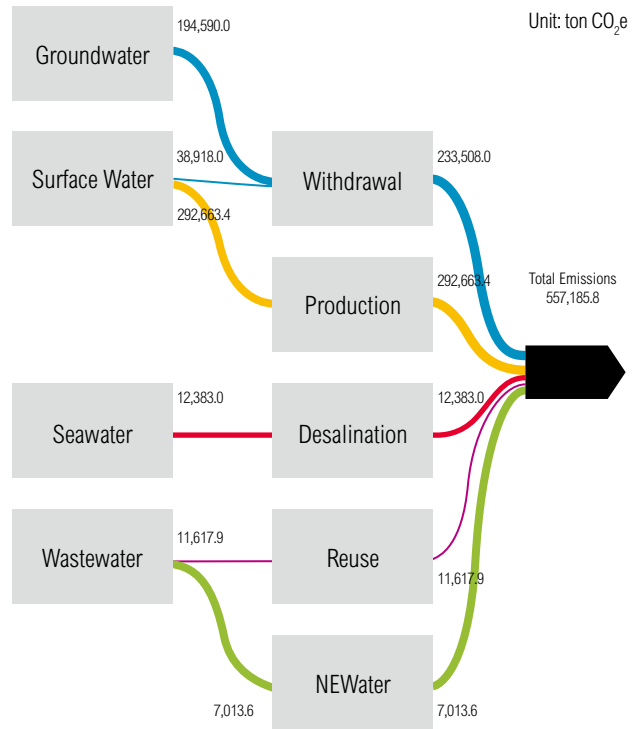 Unit: ton CO₂e
194,590.0
Groundwater
38,918.0
Surface Water
292,663.4
Withdrawal
233,508.0
Production
292,663.4
Total Emissions
557,185.8
12,383.0
Seawater
Desalination
12,383.0
11,617.9
Wastewater
Reuse
11,617.9
NEWater
7,013.6
7,013.6